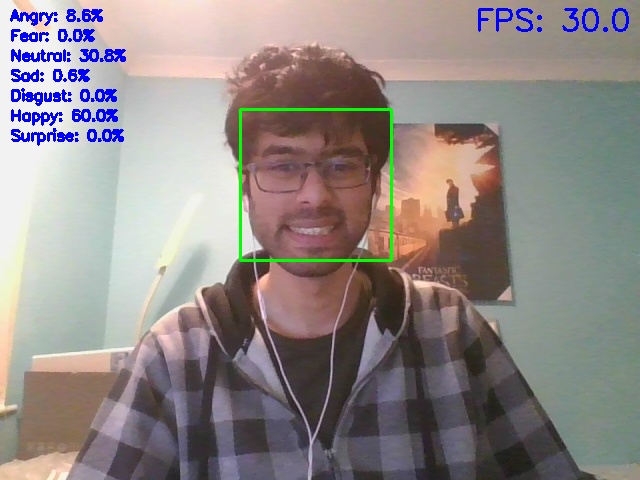 Angry: 8.6%
Fear: 0.0%
Neutral: 30.8%
Sad: 0.6%
Disgust: 0.0%
Happy: 60.0%
Surprise: 0.0%
FPS: 30.0
FANTASTIC
BEASTS